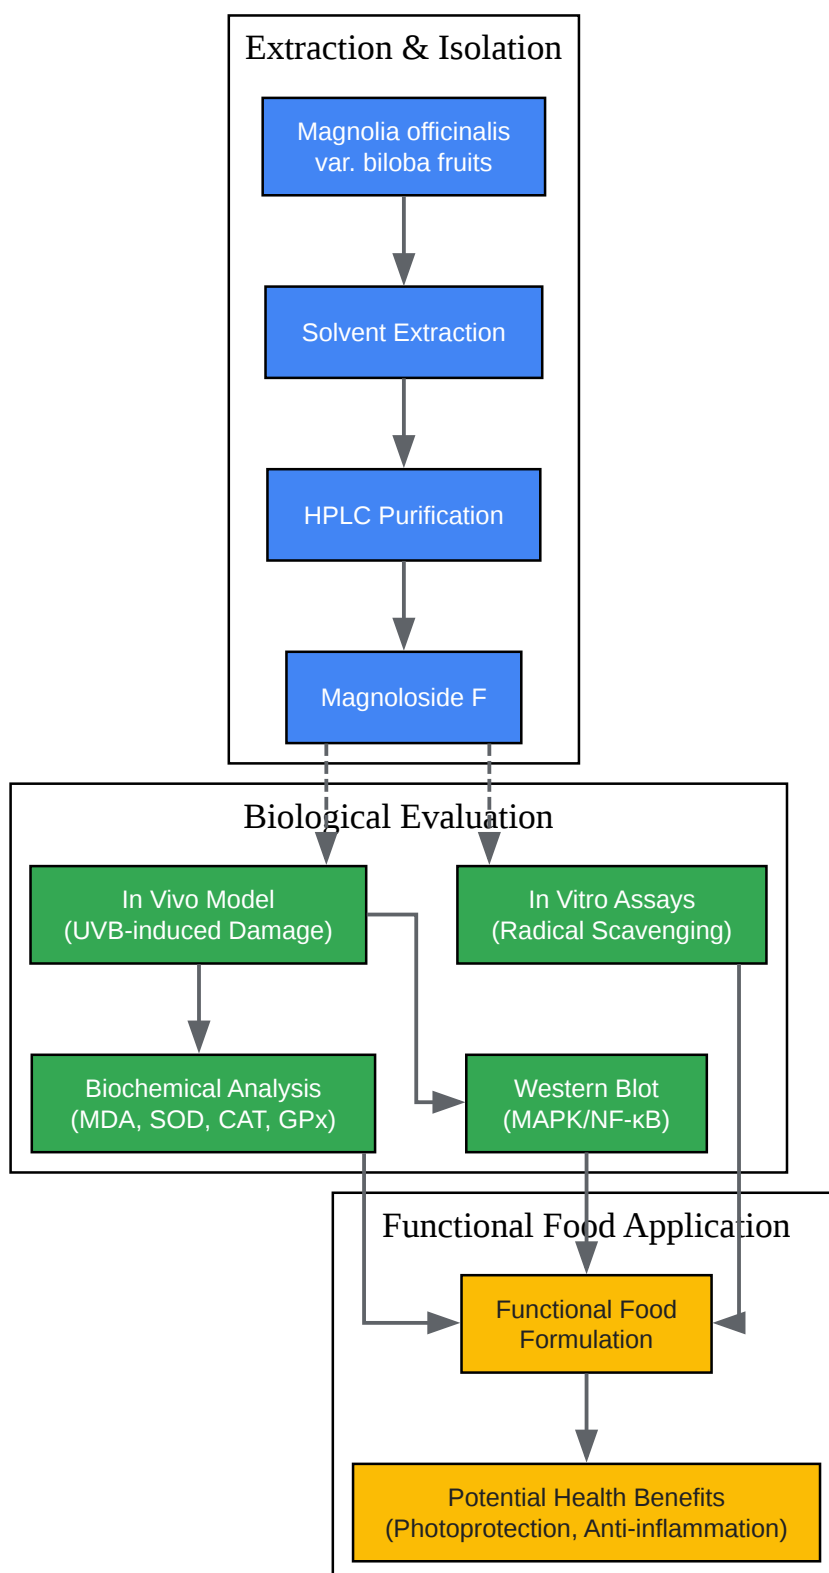 Extraction & Isolation
Magnolia officinalis
var. biloba fruits
Solvent Extraction
HPLC Purification
Magnoloside F
Biological Evaluation
In Vivo Model
(UVB-induced Damage)
In Vitro Assays
(Radical Scavenging)
Biochemical Analysis
(MDA, SOD, CAT, GPx)
Western Blot
(MAPK/NF-κB)
Functional Food Application
Functional Food
Formulation
Potential Health Benefits
(Photoprotection, Anti-inflammation)